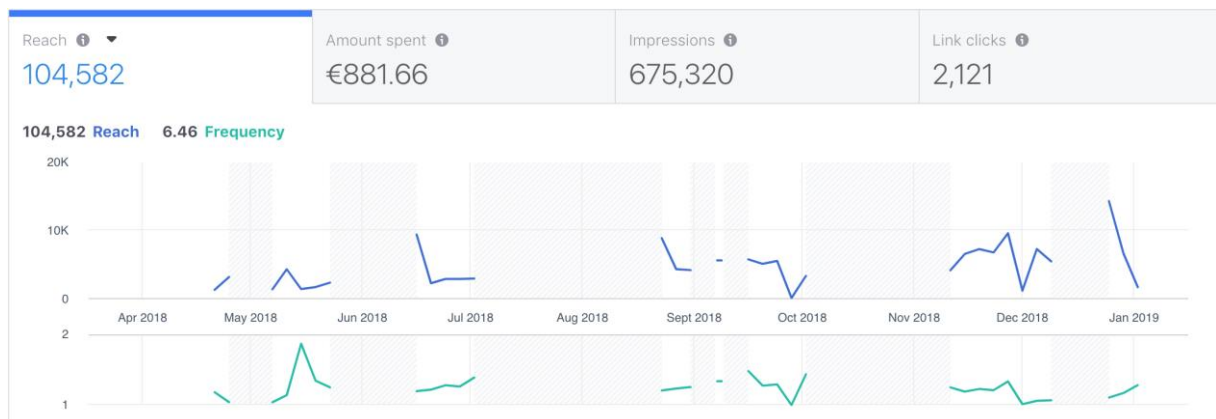 Reach Amount spent Impressions Link clicks
104,582 €881.66 675,320 2,121
104,582 Reach 6.46 Frequency
20K
10K
0
Apr 2018 May 2018 Jun 2018 Jul 2018 Aug 2018 Sept 2018 Oct 2018 Nov 2018 Dec 2018 Jan 2019
2
1